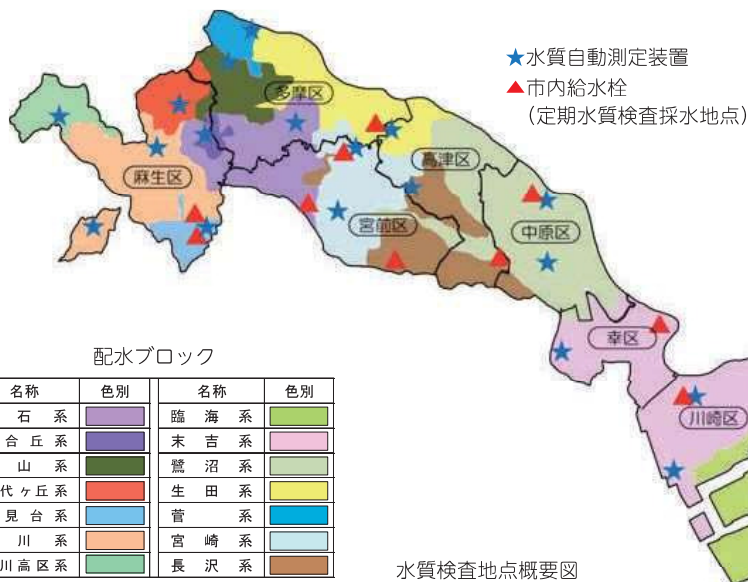 ★水質自動測定装置
▲市内給水栓
(定期水質検査採水地点)
多摩区
高津区
麻生区
宮前区
中原区
幸区
川崎区
配水ブロック
名称 色別 名称 色別
石系 臨海系
合丘系 末吉系
山系 鷺沼系
代ヶ丘系 生田系
見台系 菅系
川系 宮崎系
川高区系 長沢系
水質検査地点概要図